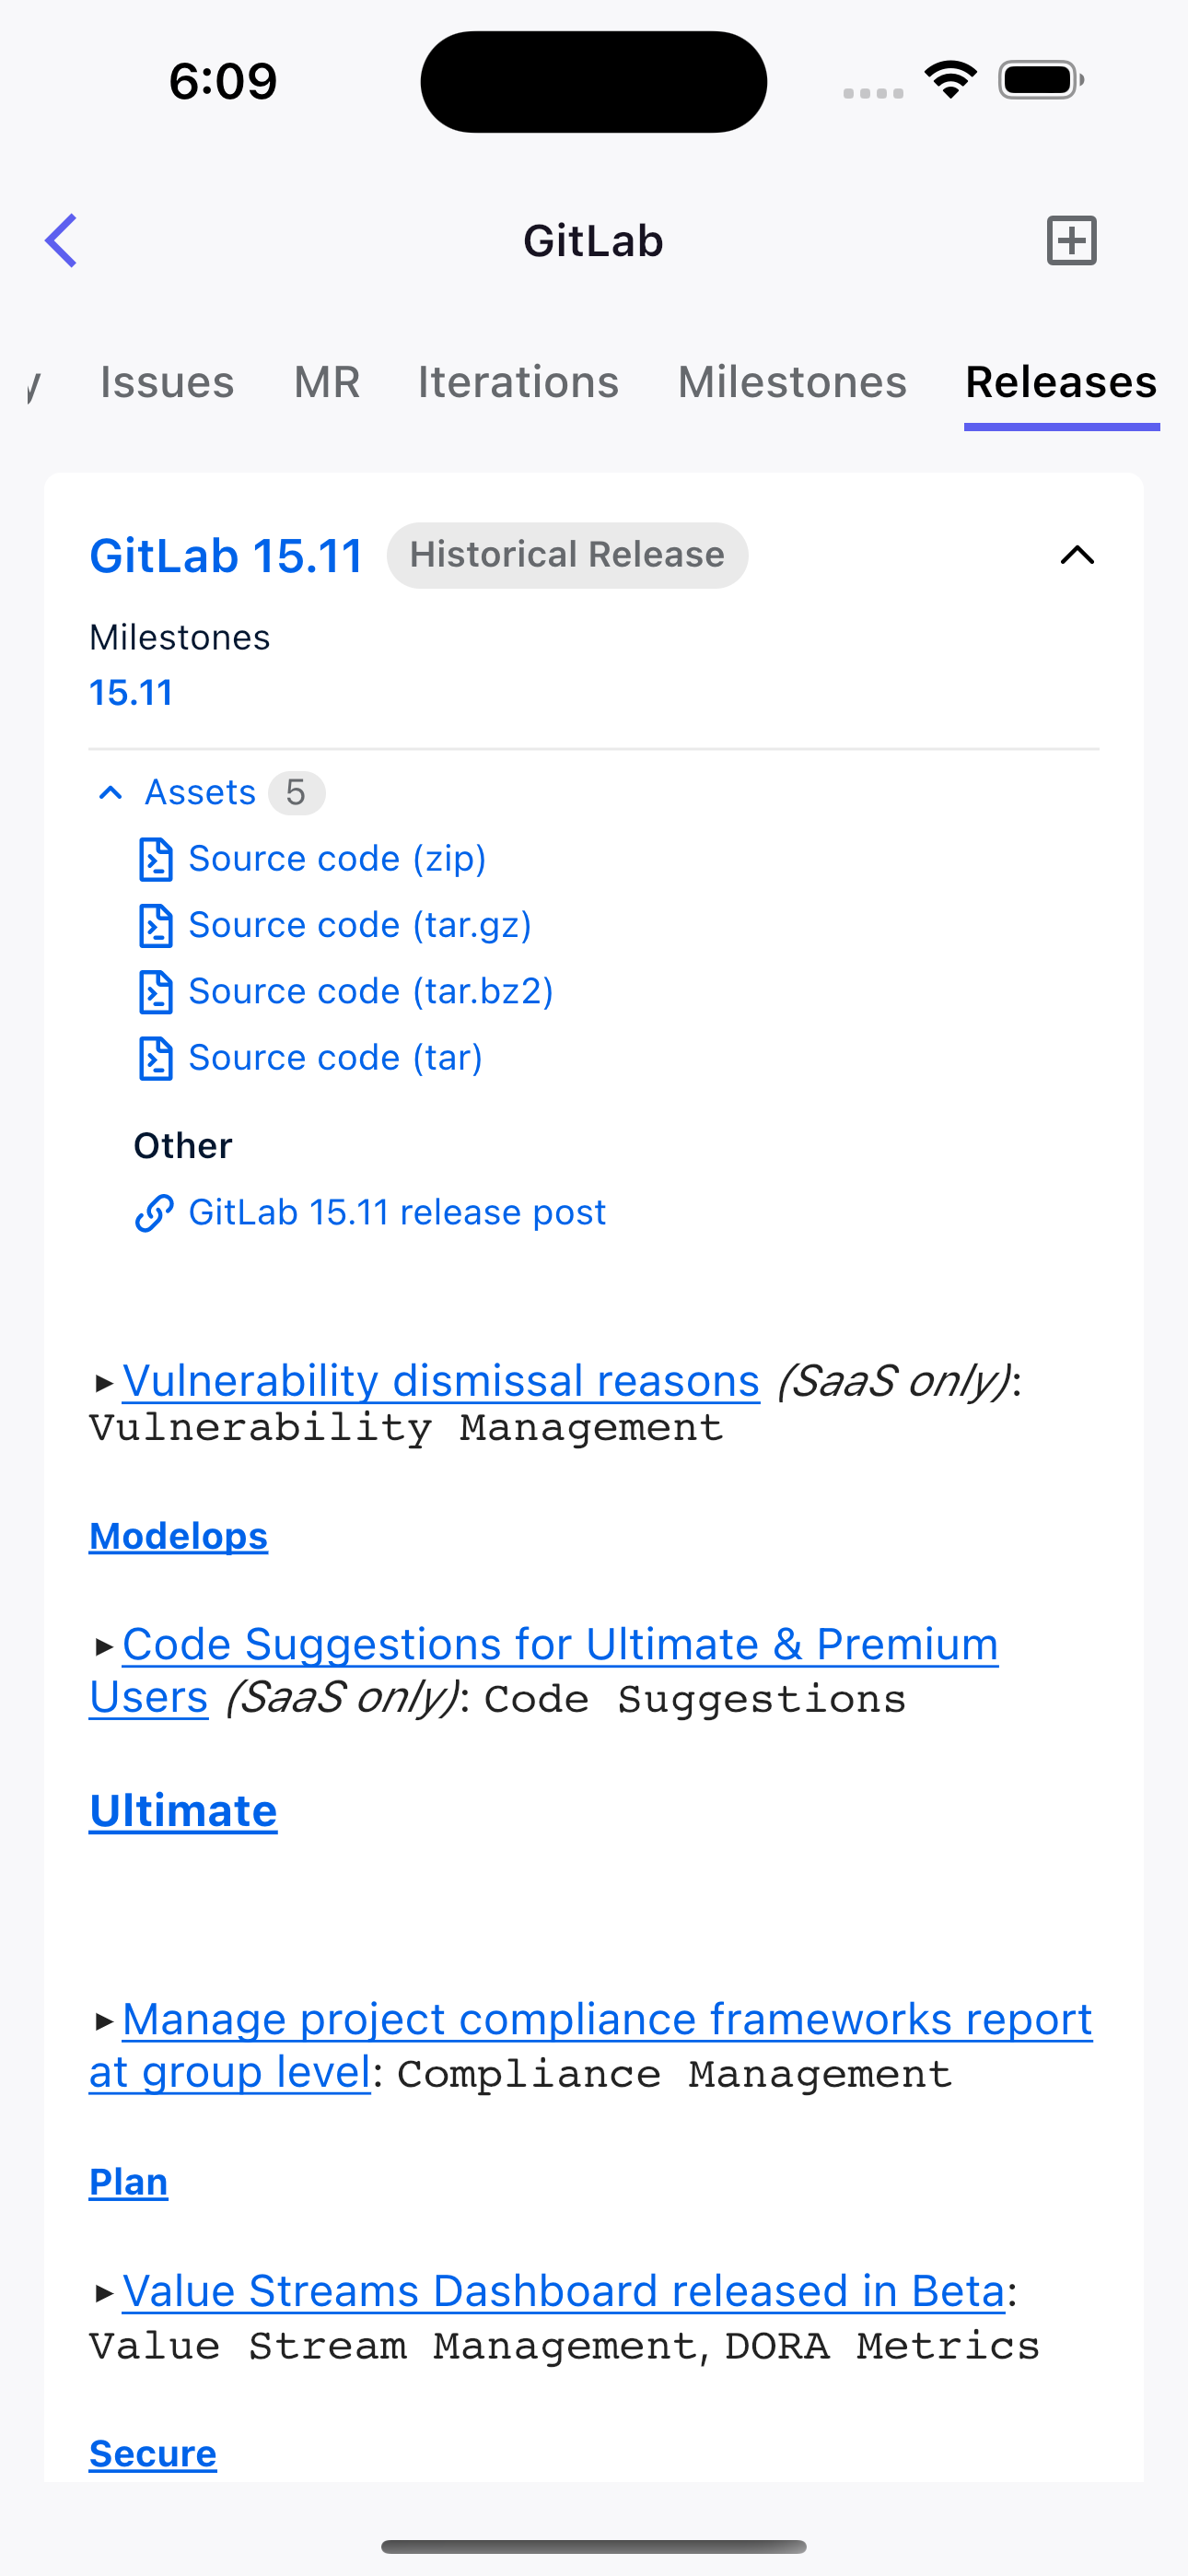 6:09
GitLab
y Issues MR Iterations Milestones Releases
GitLab 15.11 Historical Release
Milestones
15.11
Assets 5
Source code (zip)
Source code (tar.gz)
Source code (tar.bz2)
Source code (tar)
Other
GitLab 15.11 release post
▸ Vulnerability dismissal reasons (SaaS only):
Vulnerability Management
Modelops
▸ Code Suggestions for Ultimate & Premium
Users (SaaS only): Code Suggestions
Ultimate
▸ Manage project compliance frameworks report
at group level: Compliance Management
Plan
▸ Value Streams Dashboard released in Beta:
Value Stream Management, DORA Metrics
Secure